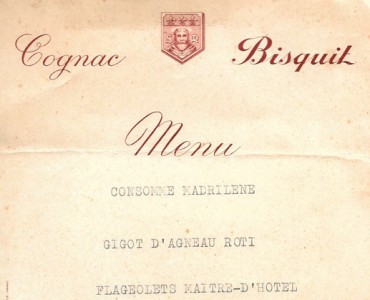 Cognac Bisquit
Menu
CONSOMME MADRILENE
GIGOT D'AGNEAU ROTI
FLAGEOLETS MAITRE-D'HOTEL